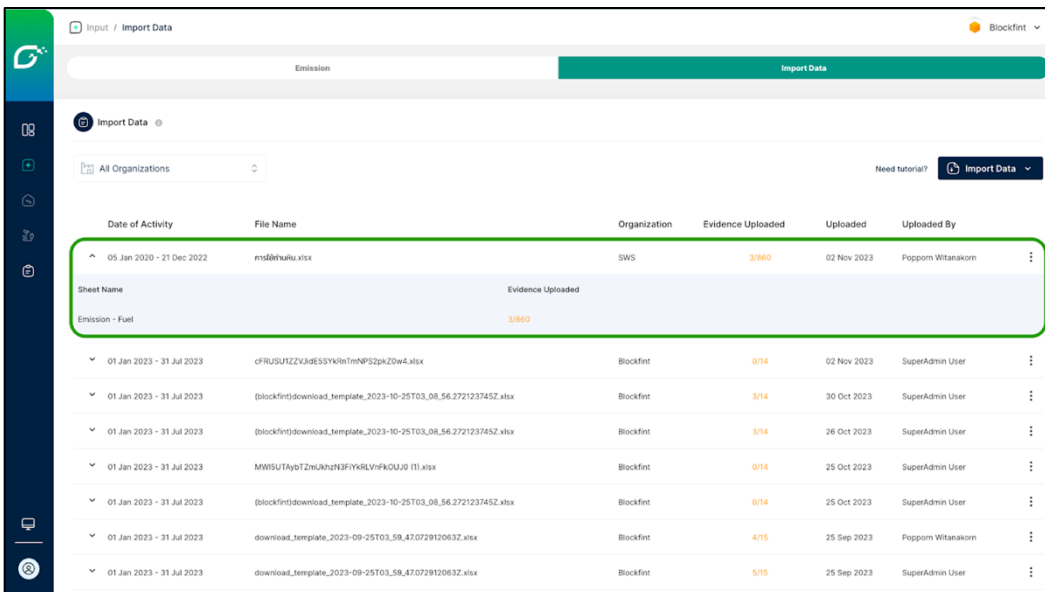 Input / Import Data
Blockfint
Emission
Import Data
Import Data
All Organizations
Need tutorial?
Import Data
Date of Activity File Name Organization Evidence Uploaded Uploaded Uploaded By
05 Jan 2020 - 21 Dec 2022 การใช้ถ่านหิน.xlsx SWS 3/860 02 Nov 2023 Popporn Witanakorn
Sheet Name Evidence Uploaded
Emission - Fuel 3/860
01 Jan 2023 - 31 Jul 2023 Blockfint 0/14 02 Nov 2023 SuperAdmin User
01 Jan 2023 - 31 Jul 2023 (blockfint)download_template_2023-10-25T03_08_56.272123745Z.xlsx Blockfint 3/14 30 Oct 2023 SuperAdmin User
01 Jan 2023 - 31 Jul 2023 (blockfint)download_template_2023-10-25T03_08_56.272123745Z.xlsx Blockfint 3/14 26 Oct 2023 SuperAdmin User
01 Jan 2023 - 31 Jul 2023 Blockfint 0/14 25 Oct 2023 SuperAdmin User
01 Jan 2023 - 31 Jul 2023 (blockfint)download_template_2023-10-25T03_08_56.272123745Z.xlsx Blockfint 0/14 25 Oct 2023 SuperAdmin User
01 Jan 2023 - 31 Jul 2023 download_template_2023-09-25T03_59_47.072912063Z.xlsx Blockfint 4/15 25 Sep 2023 Popporn Witanakorn
01 Jan 2023 - 31 Jul 2023 download_template_2023-09-25T03_59_47.072912063Z.xlsx Blockfint 5/15 25 Sep 2023 SuperAdmin User